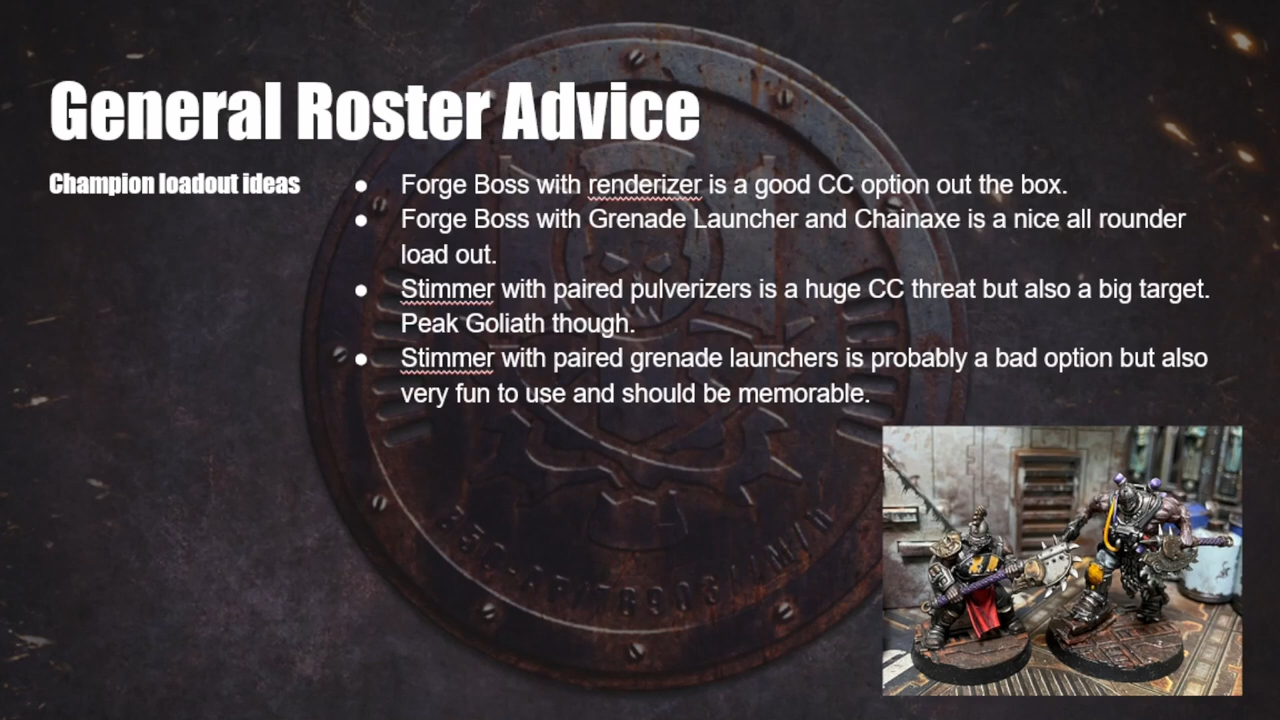 General Roster Advice
Champion loadout ideas
● Forge Boss with renderizer is a good CC option out the box.
● Forge Boss with Grenade Launcher and Chainaxe is a nice all rounder
load out.
● Stimmer with paired pulverizers is a huge CC threat but also a big target.
Peak Goliath though.
● Stimmer with paired grenade launchers is probably a bad option but also
very fun to use and should be memorable.